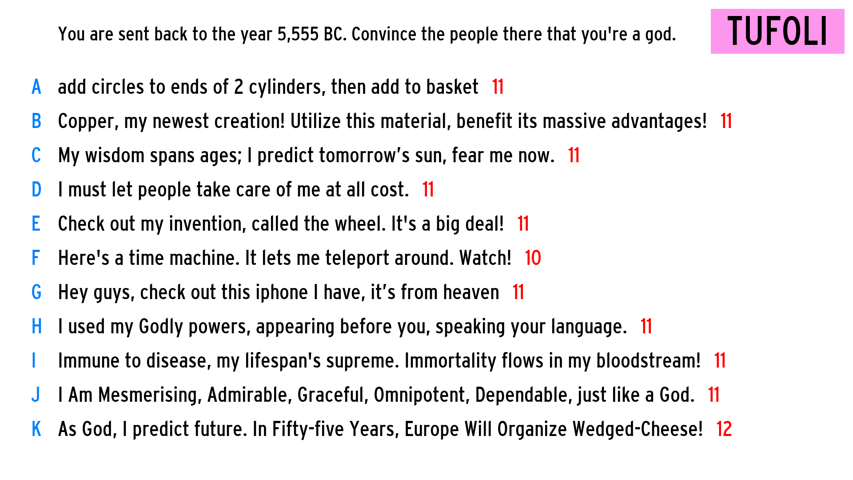 You are sent back to the year 5,555 BC. Convince the people there that you're a god.
TUFOLI
A add circles to ends of 2 cylinders, then add to basket 11
B Copper, my newest creation! Utilize this material, benefit its massive advantages! 11
C My wisdom spans ages; I predict tomorrow’s sun, fear me now. 11
D I must let people take care of me at all cost. 11
E Check out my invention, called the wheel. It's a big deal! 11
F Here's a time machine. It lets me teleport around. Watch! 10
G Hey guys, check out this iphone I have, it’s from heaven 11
H I used my Godly powers, appearing before you, speaking your language. 11
I Immune to disease, my lifespan's supreme. Immortality flows in my bloodstream! 11
J I Am Mesmerising, Admirable, Graceful, Omnipotent, Dependable, just like a God. 11
K As God, I predict future. In Fifty-five Years, Europe Will Organize Wedged-Cheese! 12